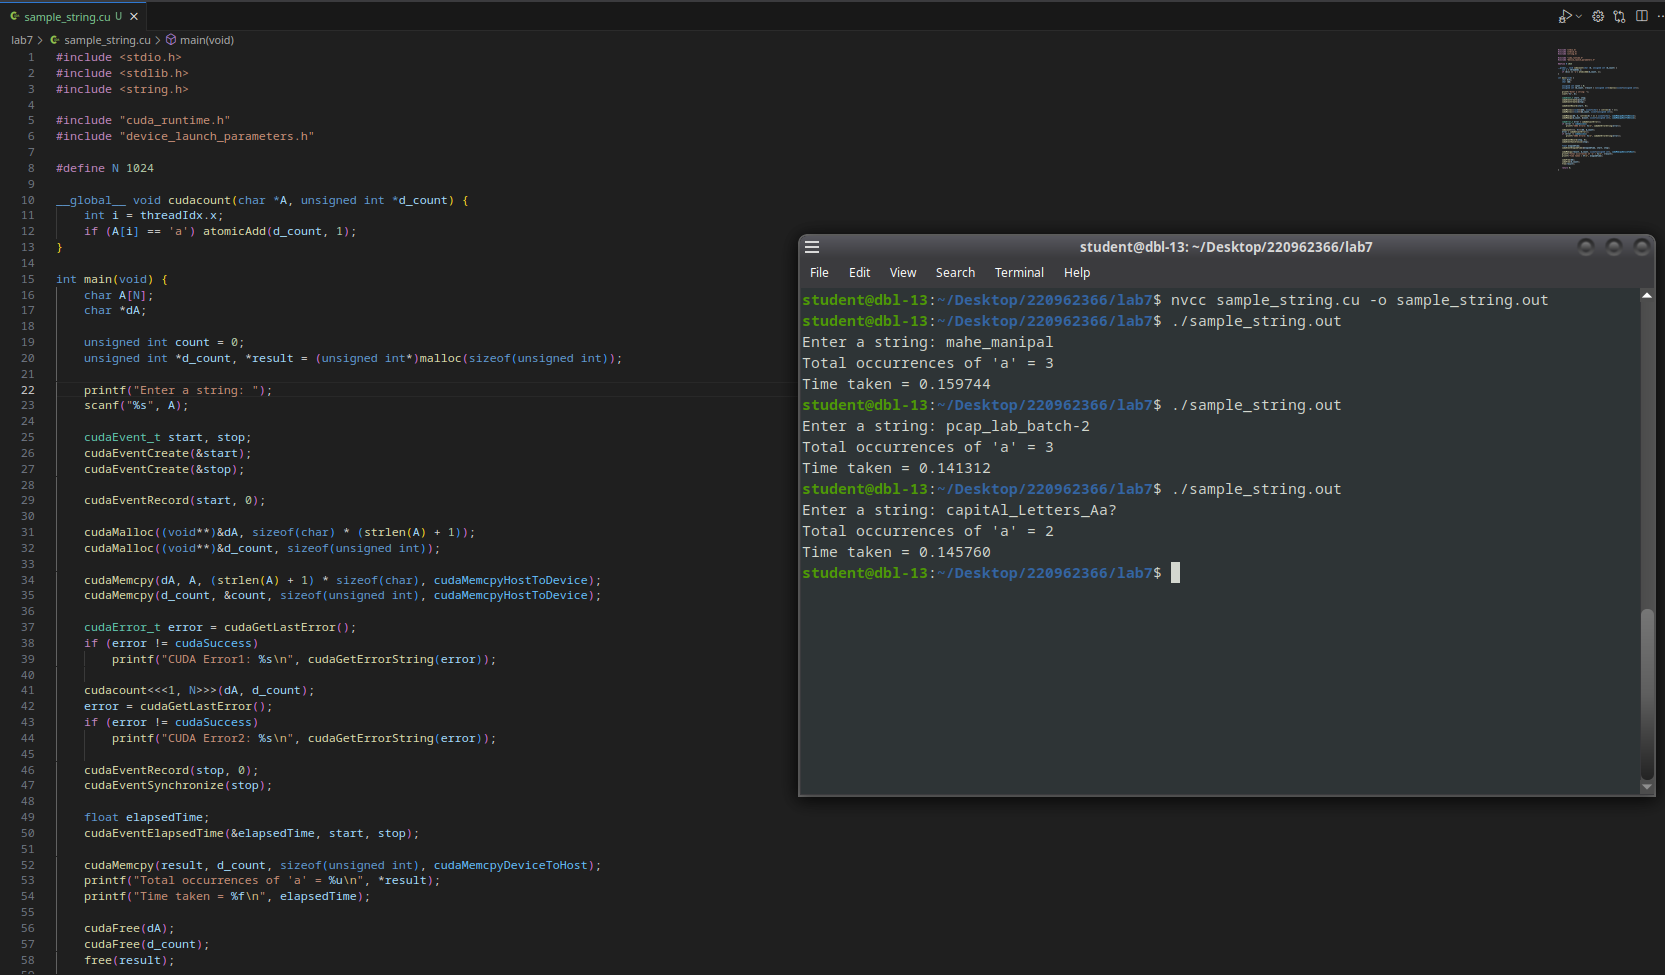 sample_string.cu U
lab7 > sample_string.cu > main(void)
1 #include <stdio.h>
2 #include <stdlib.h>
3 #include <string.h>
4
5 #include "cuda_runtime.h"
6 #include "device_launch_parameters.h"
7
8 #define N 1024
9
10 __global__ void cudacount(char *A, unsigned int *d_count) {
11     int i = threadIdx.x;
12     if (A[i] == 'a') atomicAdd(d_count, 1);
13 }
14
15 int main(void) {
16     char A[N];
17     char *dA;
18
19     unsigned int count = 0;
20     unsigned int *d_count, *result = (unsigned int*)malloc(sizeof(unsigned int));
21
22     printf("Enter a string: ");
23     scanf("%s", A);
24
25     cudaEvent_t start, stop;
26     cudaEventCreate(&start);
27     cudaEventCreate(&stop);
28
29     cudaEventRecord(start, 0);
30
31     cudaMalloc((void**)&dA, sizeof(char) * (strlen(A) + 1));
32     cudaMalloc((void**)&d_count, sizeof(unsigned int));
33
34     cudaMemcpy(dA, A, (strlen(A) + 1) * sizeof(char), cudaMemcpyHostToDevice);
35     cudaMemcpy(d_count, &count, sizeof(unsigned int), cudaMemcpyHostToDevice);
36
37     cudaError_t error = cudaGetLastError();
38     if (error != cudaSuccess)
39         printf("CUDA Error1: %s\n", cudaGetErrorString(error));
40
41     cudacount<<<1, N>>>(dA, d_count);
42     error = cudaGetLastError();
43     if (error != cudaSuccess)
44         printf("CUDA Error2: %s\n", cudaGetErrorString(error));
45
46     cudaEventRecord(stop, 0);
47     cudaEventSynchronize(stop);
48
49     float elapsedTime;
50     cudaEventElapsedTime(&elapsedTime, start, stop);
51
52     cudaMemcpy(result, d_count, sizeof(unsigned int), cudaMemcpyDeviceToHost);
53     printf("Total occurrences of 'a' = %u\n", *result);
54     printf("Time taken = %f\n", elapsedTime);
55
56     cudaFree(dA);
57     cudaFree(d_count);
58     free(result);
student@dbl-13: ~/Desktop/220962366/lab7
File Edit View Search Terminal Help
student@dbl-13:~/Desktop/220962366/lab7$ nvcc sample_string.cu -o sample_string.out
student@dbl-13:~/Desktop/220962366/lab7$ ./sample_string.out
Enter a string: mahe_manipal
Total occurrences of 'a' = 3
Time taken = 0.159744
student@dbl-13:~/Desktop/220962366/lab7$ ./sample_string.out
Enter a string: pcap_lab_batch-2
Total occurrences of 'a' = 3
Time taken = 0.141312
student@dbl-13:~/Desktop/220962366/lab7$ ./sample_string.out
Enter a string: capitAl_Letters_Aa?
Total occurrences of 'a' = 2
Time taken = 0.145760
student@dbl-13:~/Desktop/220962366/lab7$